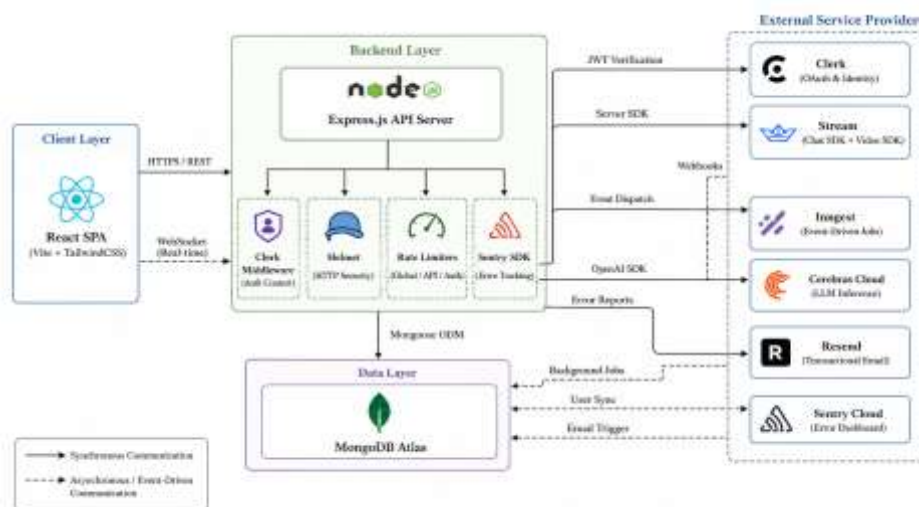 External Service Provider
Backend Layer
node
JS
Express.js API Server
JWT Verification
Clerk
(OAuth & Identity)
Server SDK
Stream
(Chat SDK + Video SDK)
Client Layer
HTTPS / REST
Webhooks
React SPA
(Vite + TailwindCSS)
WebSocket
(Real-time)
Clerk
Middleware
(Auth Context)
Helmet
(HTTP Security)
Rate Limiters
(Global / API / Auth)
Sentry SDK
(Error Tracking)
Event Dispatch
Inngest
(Event-Driven Jobs)
OpenAI SDK
Cerebras Cloud
(LLM Inference)
Error Reports
Mongoose ODM
R
Resend
(Transactional Email)
Data Layer
Background Jobs
User Sync
Sentry Cloud
(Error Dashboard)
Email Trigger
MongoDB Atlas
Synchronous Communication
Asynchronous / Event-Driven
Communication